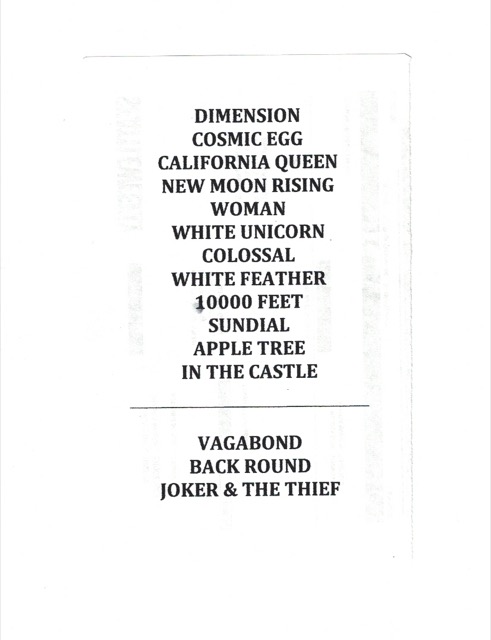 DIMENSION
COSMIC EGG
CALIFORNIA QUEEN
NEW MOON RISING
WOMAN
WHITE UNICORN
COLOSSAL
WHITE FEATHER
10000 FEET
SUNDIAL
APPLE TREE
IN THE CASTLE
VAGABOND
BACK ROUND
JOKER & THE THIEF